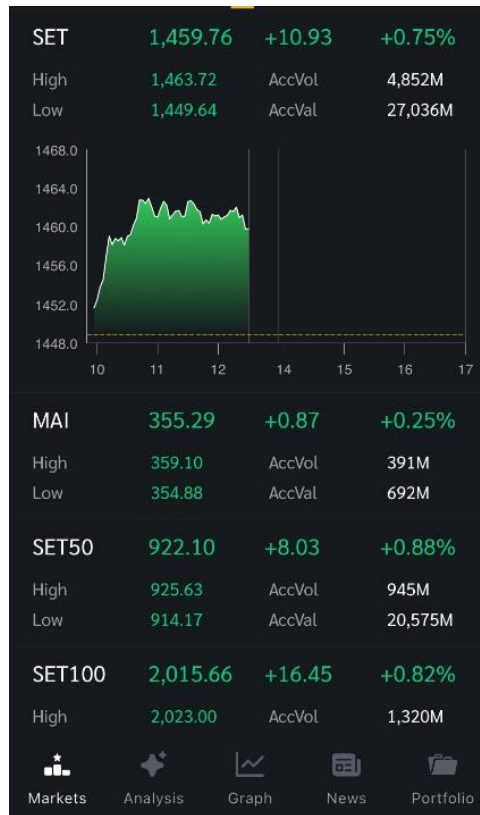 SET 1,459.76 +10.93 +0.75%
High 1,463.72 AccVol 4,852M
Low 1,449.64 AccVal 27,036M
1468.0
1464.0
1460.0
1456.0
1452.0
1448.0
10 11 12 14 15 16 17
MAI 355.29 +0.87 +0.25%
High 359.10 AccVol 391M
Low 354.88 AccVal 692M
SET50 922.10 +8.03 +0.88%
High 925.63 AccVol 945M
Low 914.17 AccVal 20,575M
SET100 2,015.66 +16.45 +0.82%
High 2,023.00 AccVol 1,320M
Markets Analysis Graph News Portfolio